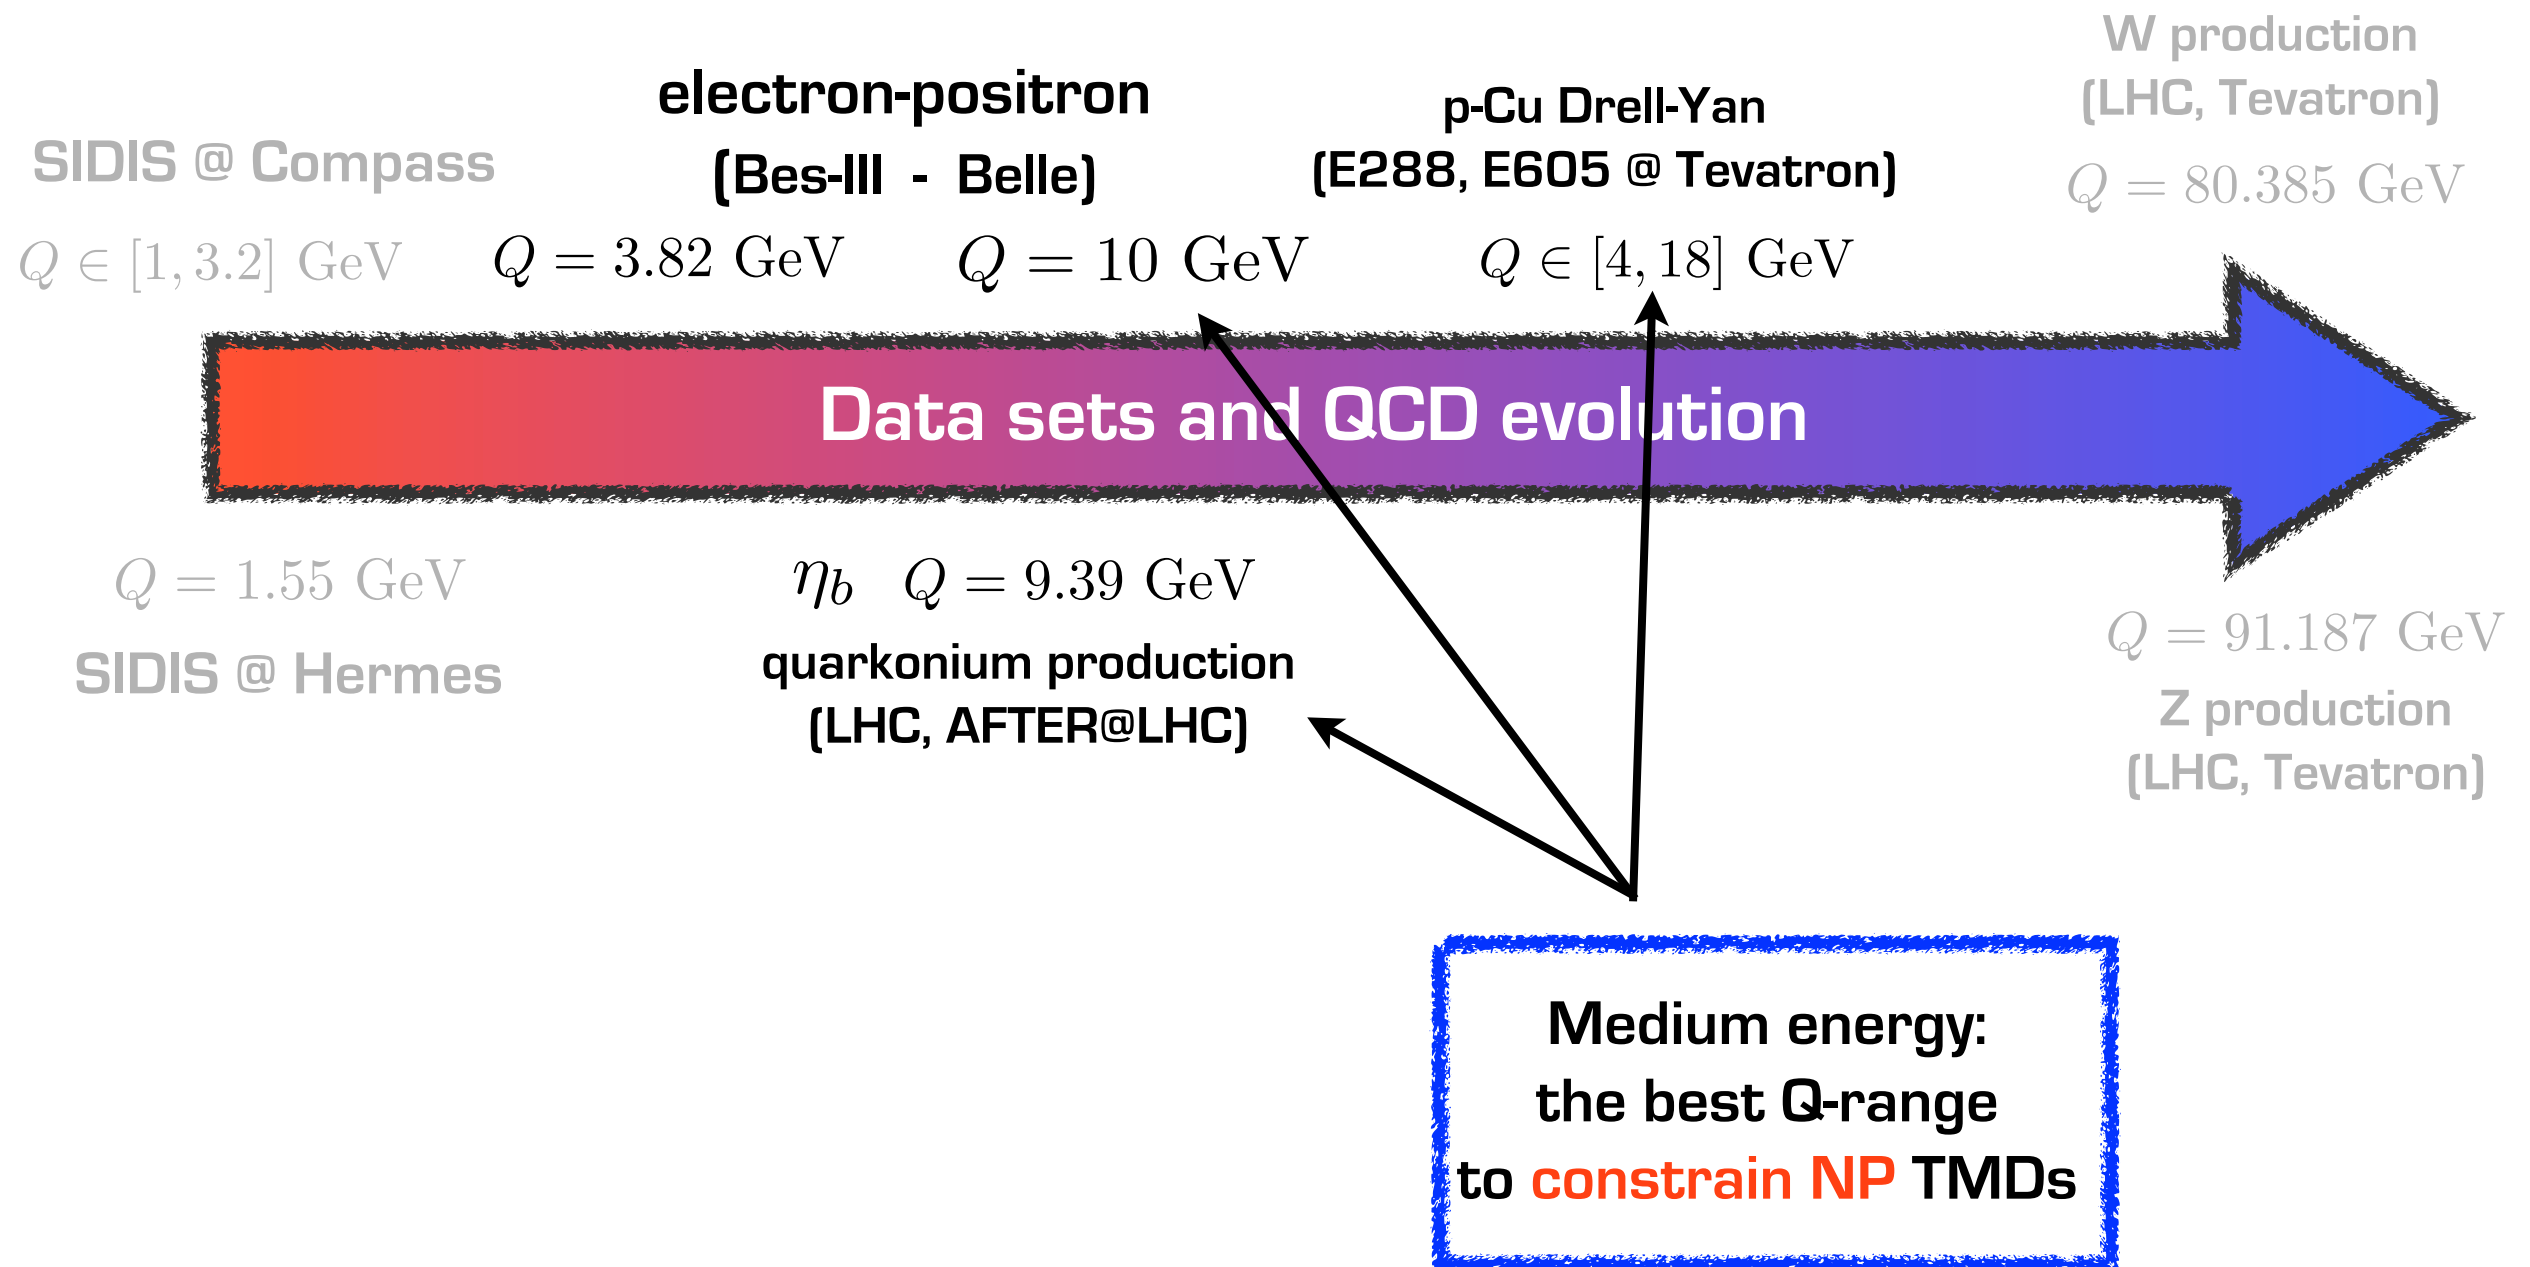 W production
(LHC, Tevatron)
Q = 80.385 GeV
electron-positron
(Bes-III - Belle)
Q = 3.82 GeV Q = 10 GeV
p-Cu Drell-Yan
(E288, E605 @ Tevatron)
Q ∈ [4, 18] GeV
SIDIS @ Compass
Q ∈ [1, 3.2] GeV
Data sets and QCD evolution
Q = 1.55 GeV
SIDIS @ Hermes
η_b Q = 9.39 GeV
quarkonium production
(LHC, AFTER@LHC)
Q = 91.187 GeV
Z production
(LHC, Tevatron)
Medium energy:
the best Q-range
to constrain NP TMDs